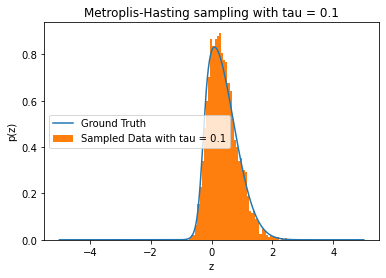 Metroplis-Hasting sampling with tau = 0.1
p(z)
0.8
0.6
0.4
0.2
0.0
Ground Truth
Sampled Data with tau = 0.1
−4
−2
0
2
4
z